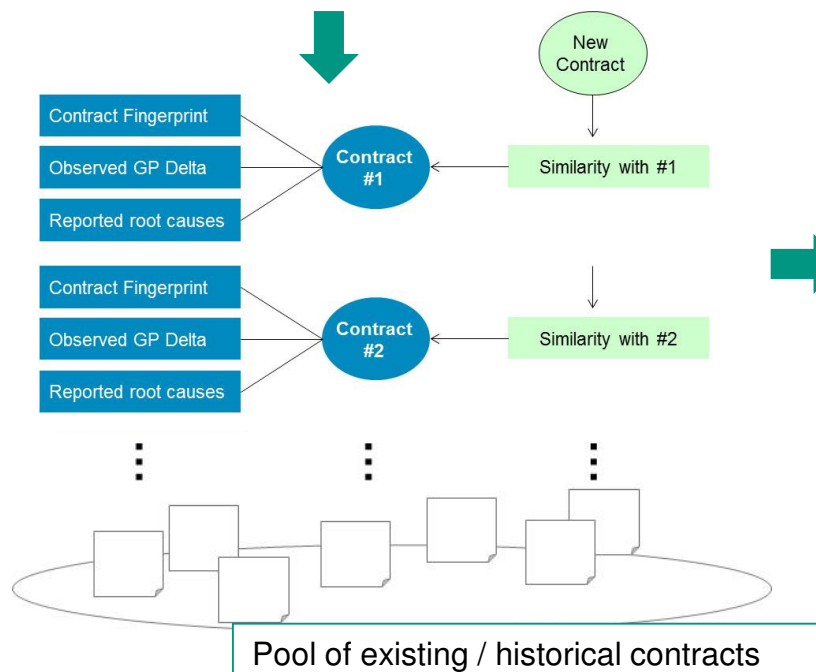 New
Contract
Contract Fingerprint
Observed GP Delta
Reported root causes
Contract
#1
Similarity with #1
Contract Fingerprint
Observed GP Delta
Reported root causes
Contract
#2
Similarity with #2
Pool of existing / historical contracts